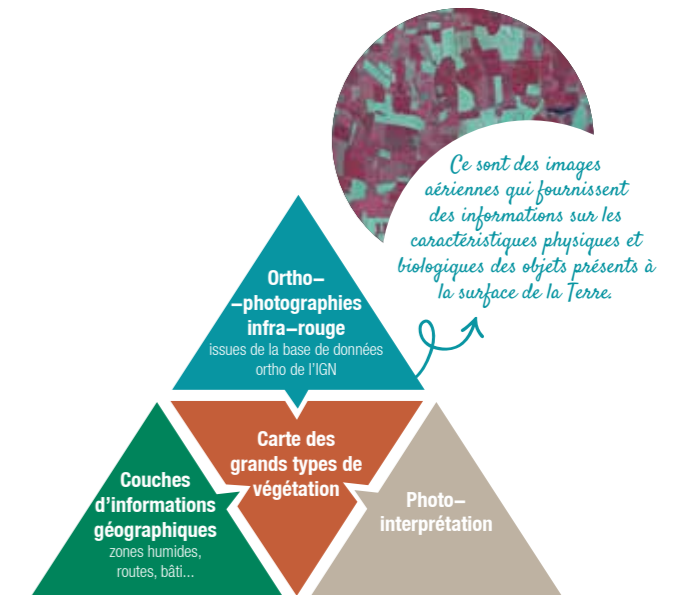 Ce sont des images
aériennes qui fournissent
des informations sur les
caractéristiques physiques et
biologiques des objets présents à
la surface de la Terre.
Ortho–
–photographies
infra–rouge
issues de la base de données
ortho de l'IGN
Carte des
grands types de
végétation
Couches
d'informations
géographiques
zones humides,
routes, bâti...
Photo–
interprétation